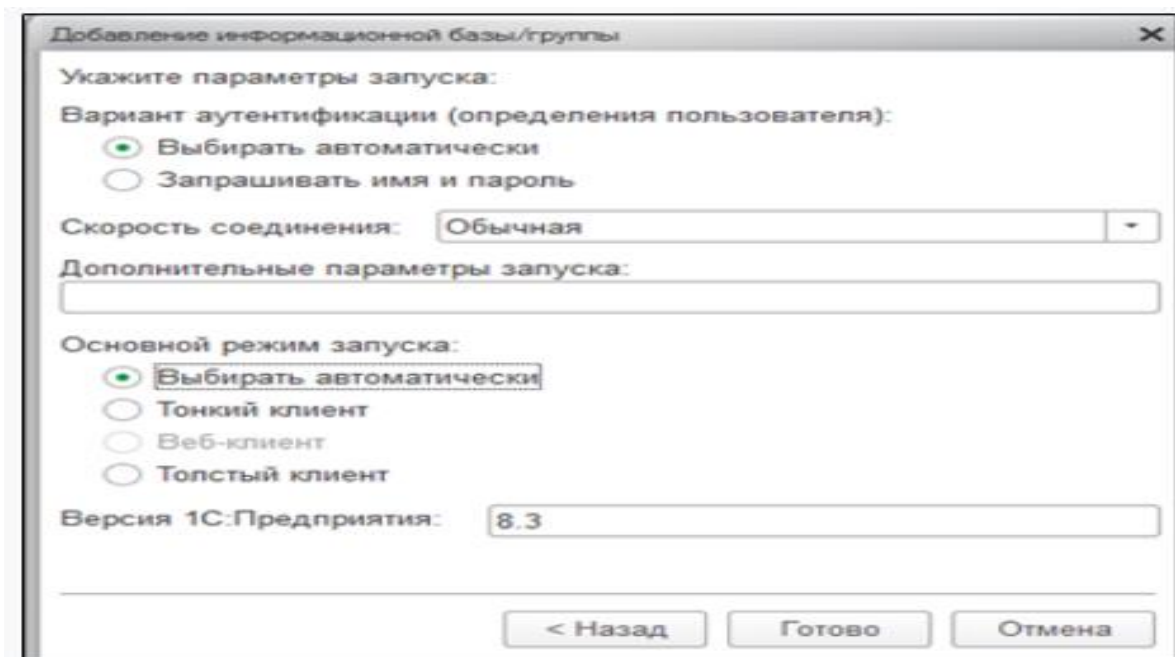 Добавление информационной базы/группы
Укажите параметры запуска:
Вариант аутентификации (определения пользователя):
Выбирать автоматически
Запрашивать имя и пароль
Скорость соединения: Обычная
Дополнительные параметры запуска:
Основной режим запуска:
Выбирать автоматически
Тонкий клиент
Веб-клиент
Толстый клиент
Версия 1С:Предприятия: 8.3
< Назад Готово Отмена